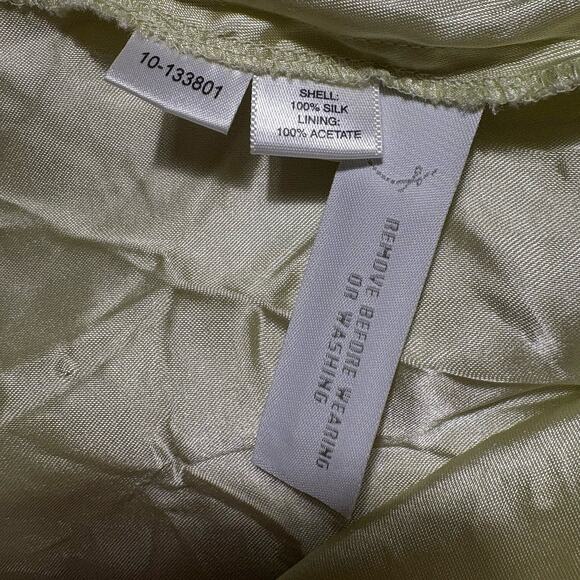 10-133801
SHELL:
100% SILK
LINING:
100% ACETATE
REMOVE BEFORE WEARING
OR WASHING